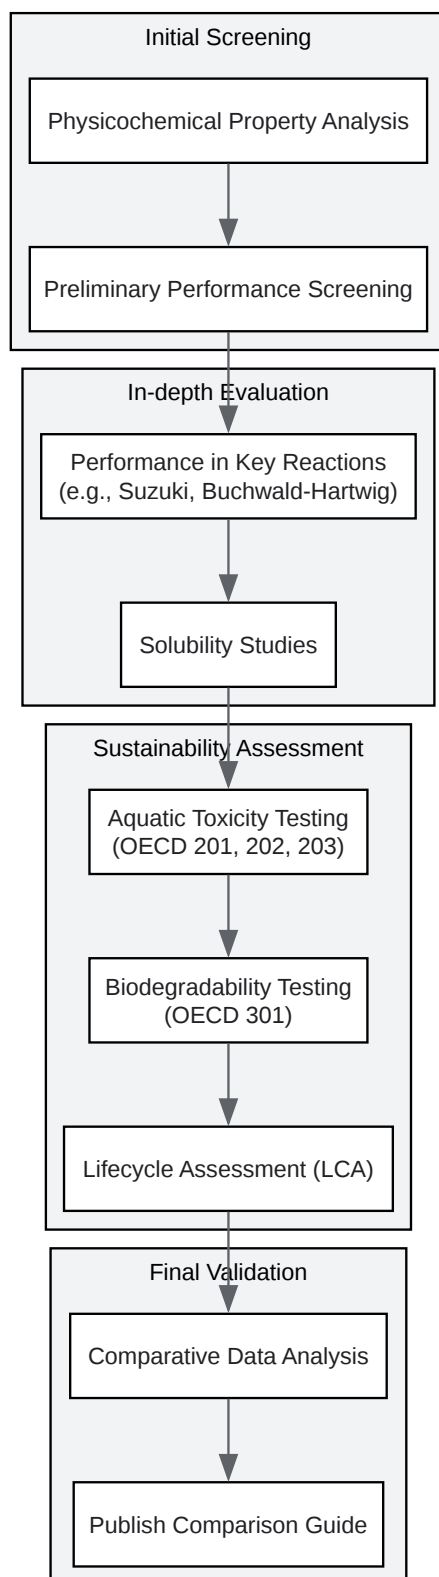 Initial Screening
Physicochemical Property Analysis
Preliminary Performance Screening
In-depth Evaluation
Performance in Key Reactions
(e.g., Suzuki, Buchwald-Hartwig)
Solubility Studies
Sustainability Assessment
Aquatic Toxicity Testing
(OECD 201, 202, 203)
Biodegradability Testing
(OECD 301)
Lifecycle Assessment (LCA)
Final Validation
Comparative Data Analysis
Publish Comparison Guide